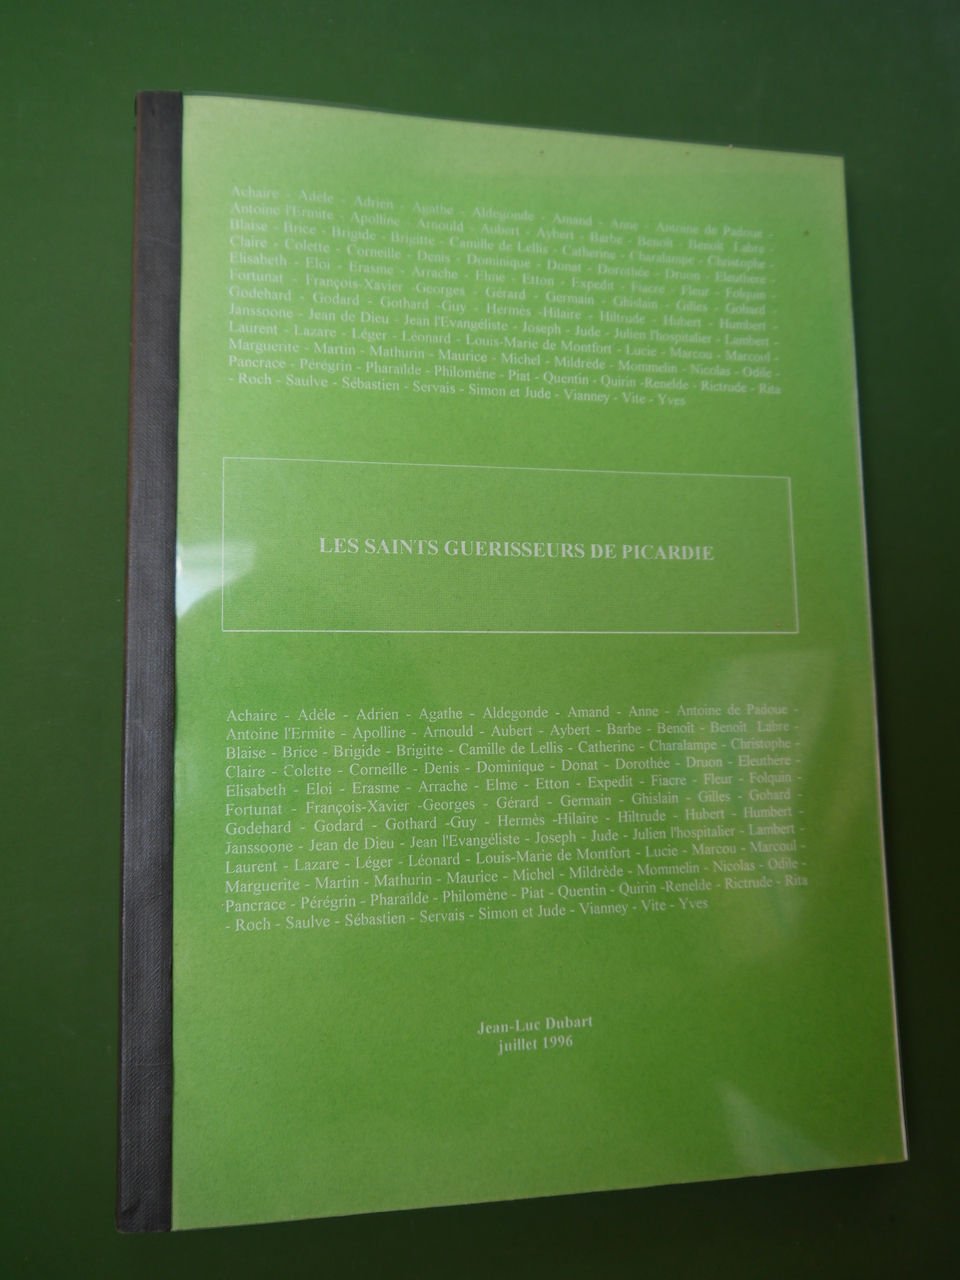 Achaire - Adèle - Adrien - Agathe - Aldegonde - Amand - Anne - Antoine de Padoue -
Antoine l'Ermite - Apolline - Arnould - Aubert - Aybert - Barbe - Benoît - Benoît Labre -
Blaise - Brice - Brigide - Brigitte - Camille de Lellis - Catherine - Charalampe - Christophe -
Claire - Colette - Corneille - Denis - Dominique - Donat - Dorothée - Druon - Eleuthere -
Elisabeth - Eloi - Erasme - Arrache - Elme - Etton - Expedit - Fiacre - Fleur - Folquin -
Fortunat - François-Xavier -Georges - Gérard - Germain - Ghislain - Gilles - Gohard -
Godehard - Godard - Gothard -Guy - Hermès -Hilaire - Hiltrude - Hubert - Humbert -
Janssoone - Jean de Dieu - Jean l'Evangéliste - Joseph - Jude - Julien l'hospitalier - Lambert -
Laurent - Lazare - Léger - Léonard - Louis-Marie de Montfort - Lucie - Marcou - Marcoul -
Marguerite - Martin - Mathurin - Maurice - Michel - Mildrède - Mommelin - Nicolas - Odile -
Pancrace - Pérégrin - Pharaïlde - Philomène - Piat - Quentin - Quirin -Renelde - Rictrude - Rita
- Roch - Saulve - Sébastien - Servais - Simon et Jude - Vianney - Vite - Yves
LES SAINTS GUERISSEURS DE PICARDIE
Achaire - Adèle - Adrien - Agathe - Aldegonde - Amand - Anne - Antoine de Padoue -
Antoine l'Ermite - Apolline - Arnould - Aubert - Aybert - Barbe - Benoît - Benoît Labre -
Blaise - Brice - Brigide - Brigitte - Camille de Lellis - Catherine - Charalampe - Christophe -
Claire - Colette - Corneille - Denis - Dominique - Donat - Dorothée - Druon - Eleuthere -
Elisabeth - Eloi - Erasme - Arrache - Elme - Etton - Expedit - Fiacre - Fleur - Folquin -
Fortunat - François-Xavier -Georges - Gérard - Germain - Ghislain - Gilles - Gohard -
Godehard - Godard - Gothard -Guy - Hermès -Hilaire - Hiltrude - Hubert - Humbert -
Janssoone - Jean de Dieu - Jean l'Evangéliste - Joseph - Jude - Julien l'hospitalier - Lambert -
Laurent - Lazare - Léger - Léonard - Louis-Marie de Montfort - Lucie - Marcou - Marcoul -
Marguerite - Martin - Mathurin - Maurice - Michel - Mildrède - Mommelin - Nicolas - Odile -
Pancrace - Pérégrin - Pharaïlde - Philomène - Piat - Quentin - Quirin -Renelde - Rictrude - Rita
- Roch - Saulve - Sébastien - Servais - Simon et Jude - Vianney - Vite - Yves
Jean-Luc Dubart
juillet 1996